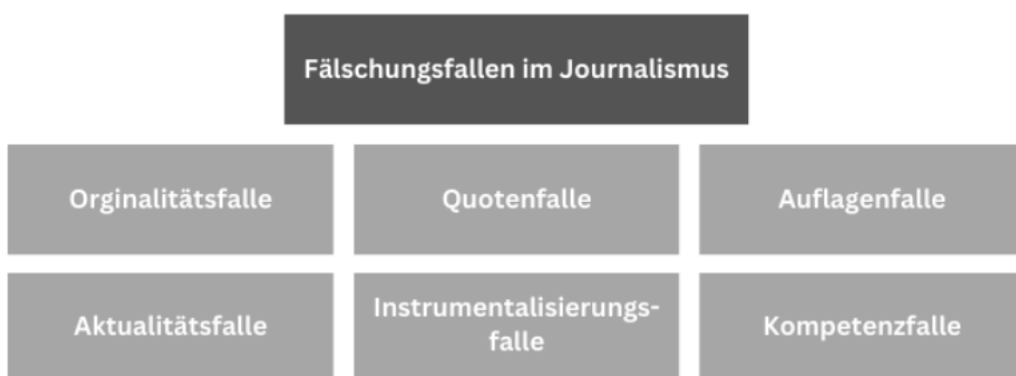 Fälschungsfallen im Journalismus
Orginalitätsfalle
Quotenfalle
Auflagenfalle
Aktualitätsfalle
Instrumentalisierungs-
falle
Kompetenzfalle